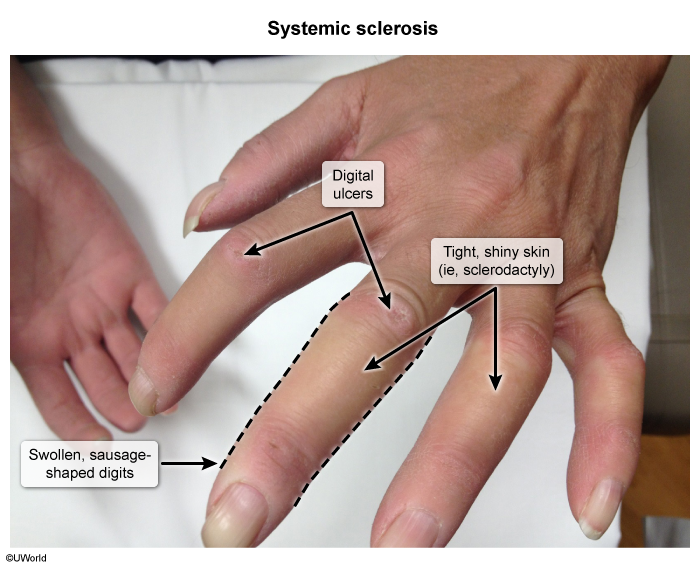 Systemic sclerosis
Digital
ulcers
Tight, shiny skin
(ie, sclerodactyly)
Swollen, sausage-
shaped digits
©UWorld